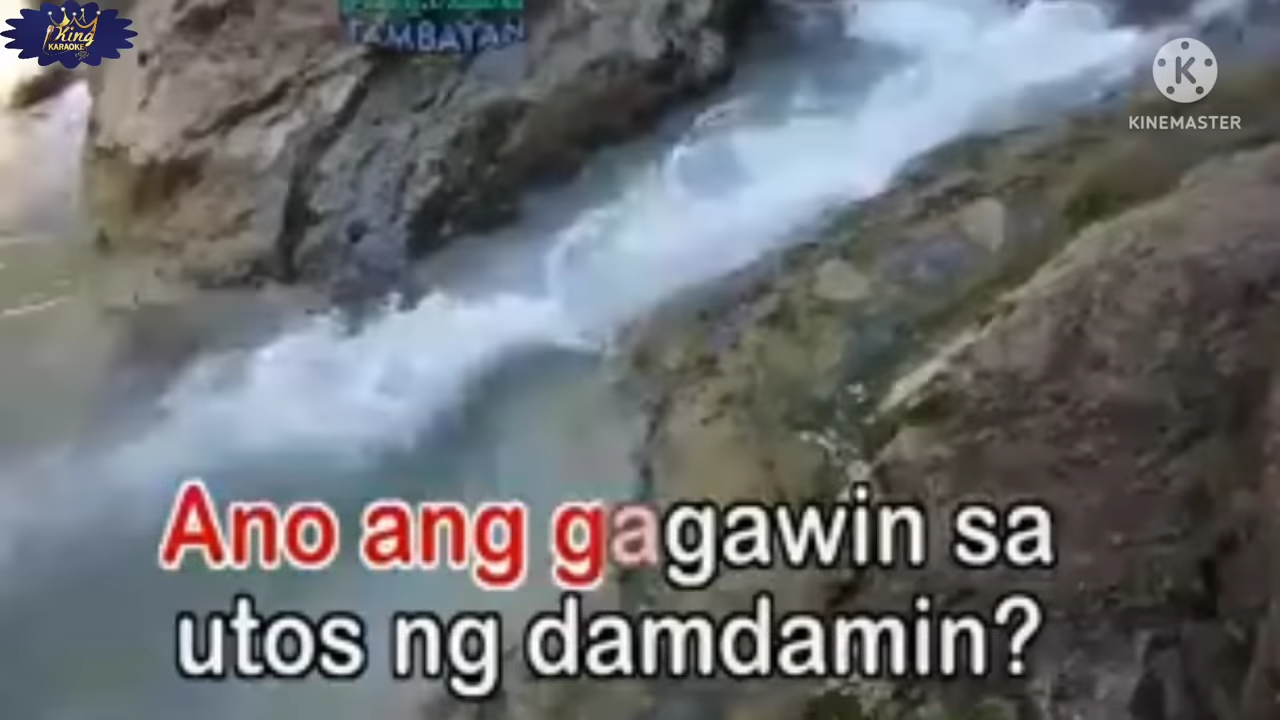 King
KARAOKE
TAMBAYAN
KINEMASTER
Ano ang gagawin sa
utos ng damdamin?